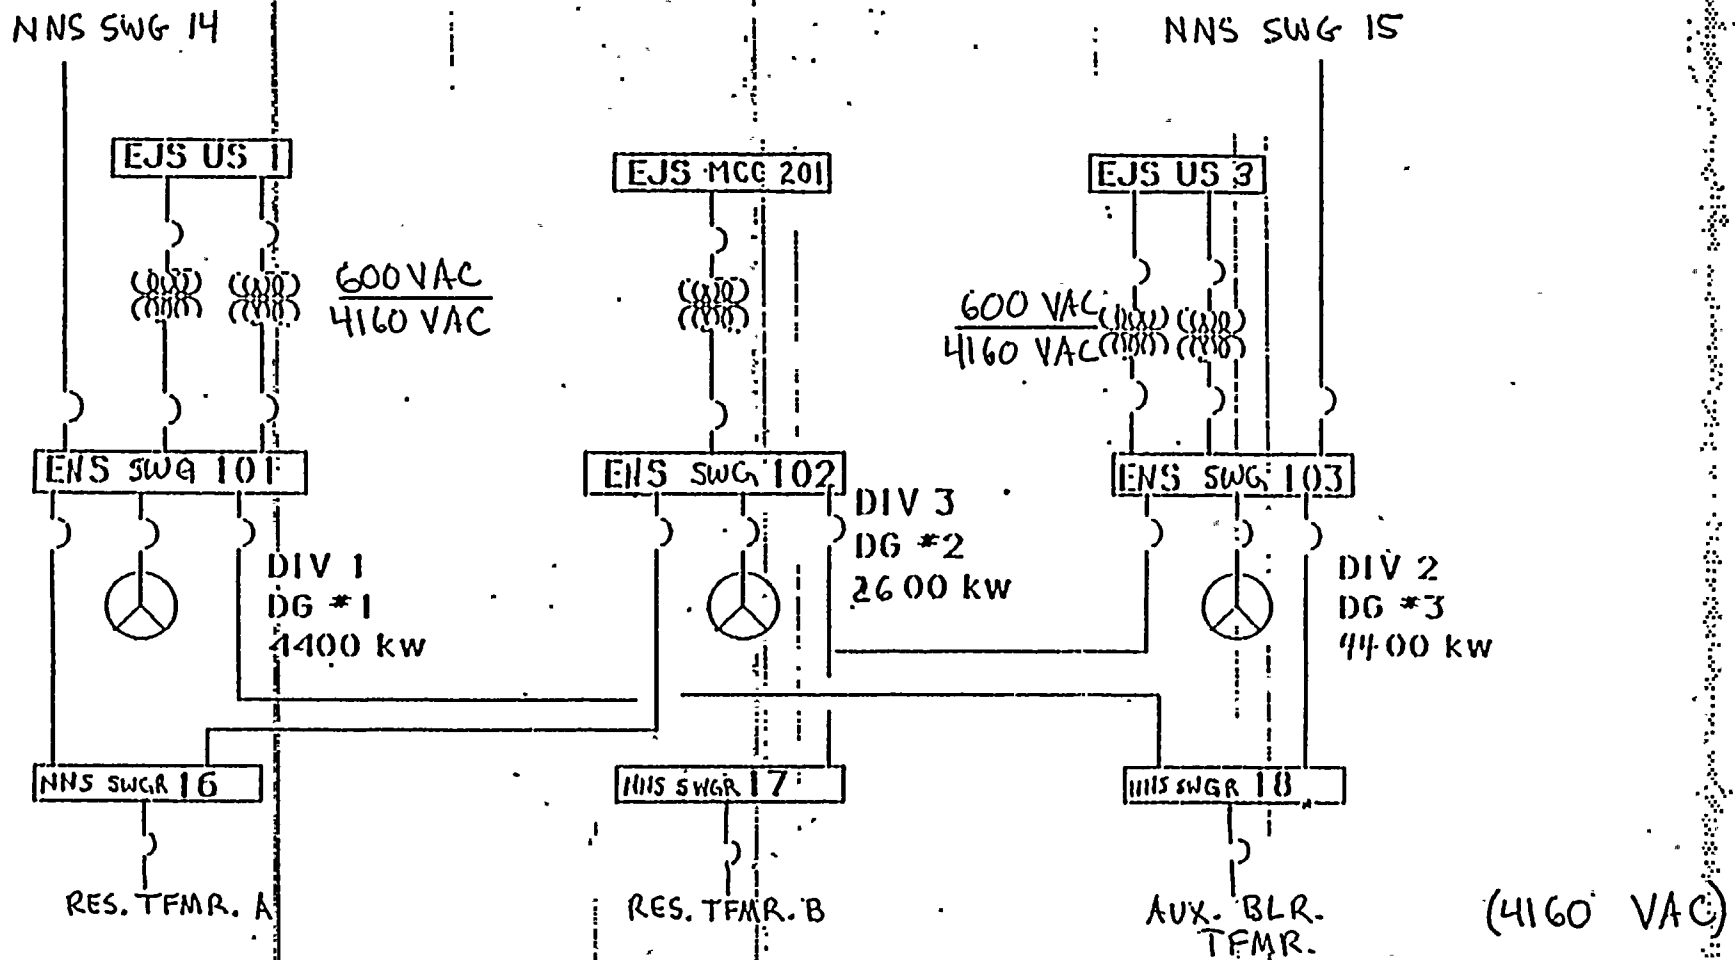 NNS SWG 14
NNS SWG 15
EJS US 1
EJS MCC 201
EJS US 3
600 VAC
4160 VAC
600 VAC
4160 VAC
ENS SWG 101
ENS SWG 102
ENS SWG 103
DIV 1
DG #1
4400 kw
DIV 3
DG #2
2600 kw
DIV 2
DG #3
4400 kw
NNS SWGR 16
NNS SWGR 17
NNS SWGR 18
RES. TFMR. A
RES. TFMR. B
AUX. BLR.
TFMR.
(4160 VAC)